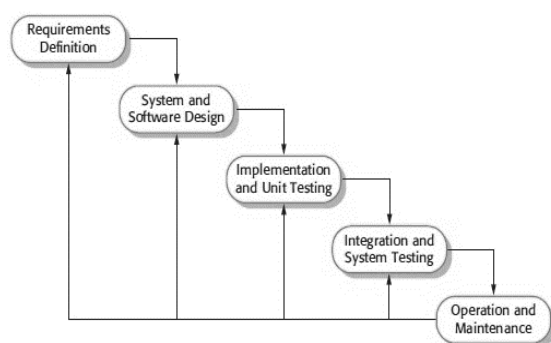 Requirements
Definition
System and
Software Design
Implementation
and Unit Testing
Integration and
System Testing
Operation and
Maintenance